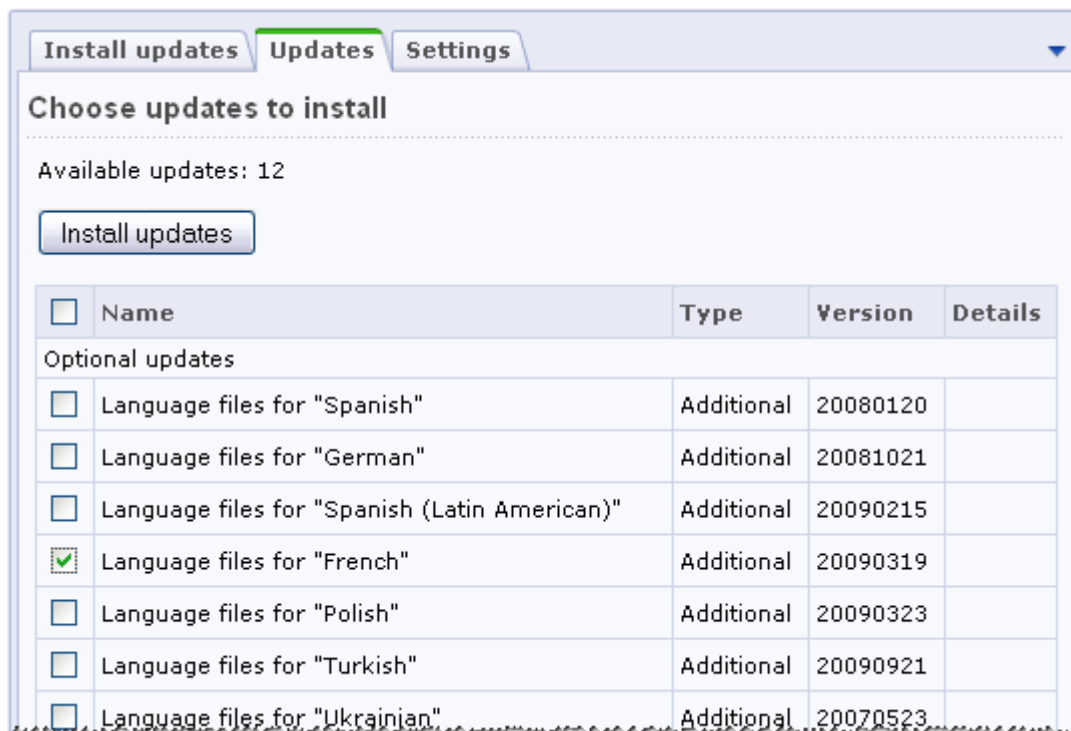 Install updates Updates Settings
Choose updates to install
Available updates: 12
Install updates
Name Type Version Details
Optional updates
Language files for "Spanish" Additional 20080120
Language files for "German" Additional 20081021
Language files for "Spanish (Latin American)" Additional 20090215
Language files for "French" Additional 20090319
Language files for "Polish" Additional 20090323
Language files for "Turkish" Additional 20090921
Language files for "Ukrainian" Additional 20070523